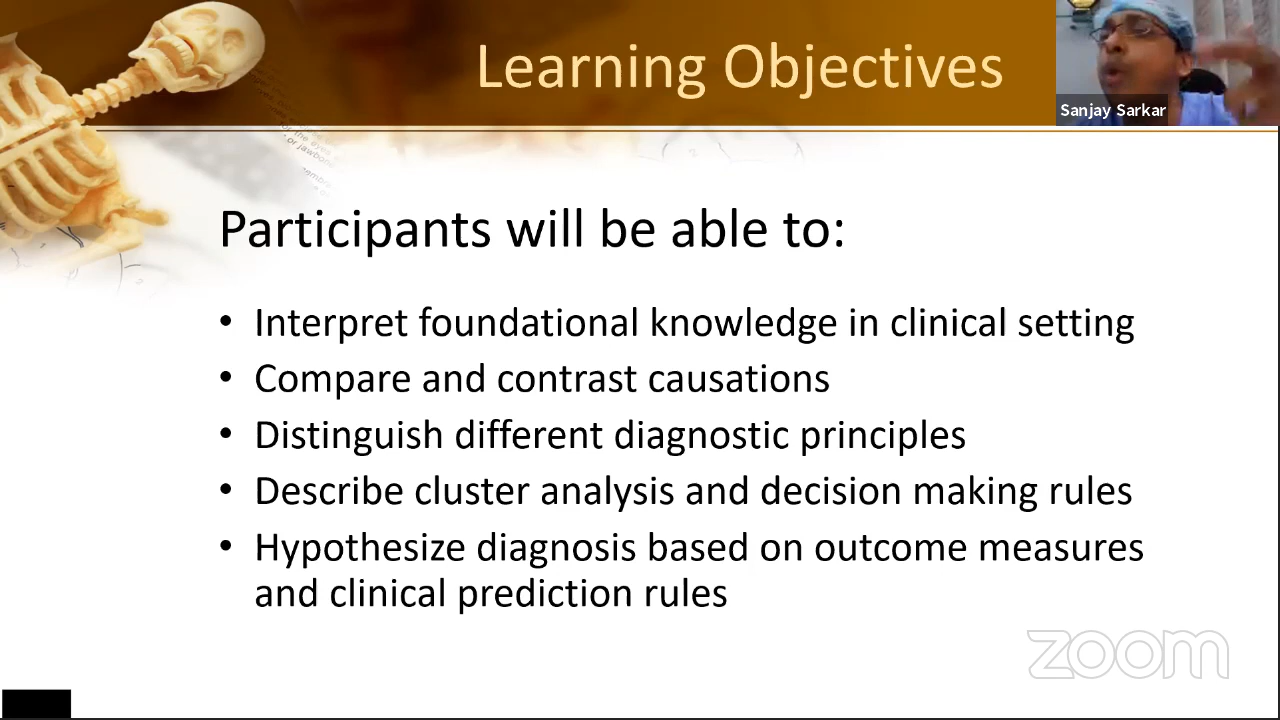 Learning Objectives
Sanjay Sarkar
Participants will be able to:
• Interpret foundational knowledge in clinical setting
• Compare and contrast causations
• Distinguish different diagnostic principles
• Describe cluster analysis and decision making rules
• Hypothesize diagnosis based on outcome measures
and clinical prediction rules
zoom